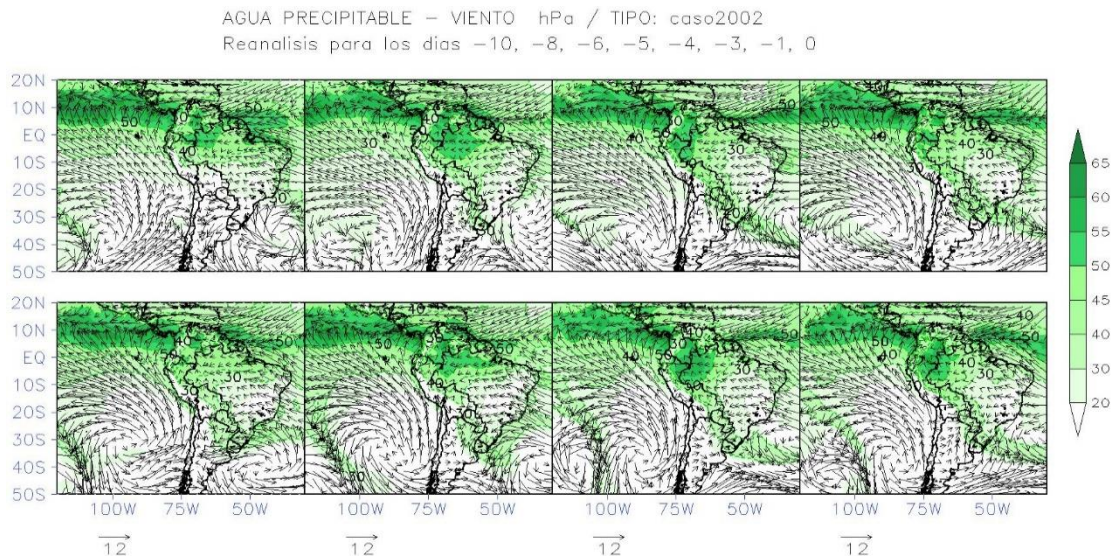 AGUA PRECIPITABLE – VIENTO hPa / TIPO: caso2002
Reanalisis para los dias −10, −8, −6, −5, −4, −3, −1, 0
20N
10N
EQ
10S
20S
30S
40S
50S
20N
10N
EQ
10S
20S
30S
40S
50S
100W 75W 50W 100W 75W 50W 100W 75W 50W 100W 75W 50W
12 12 12 12
65
60
55
50
45
40
30
20